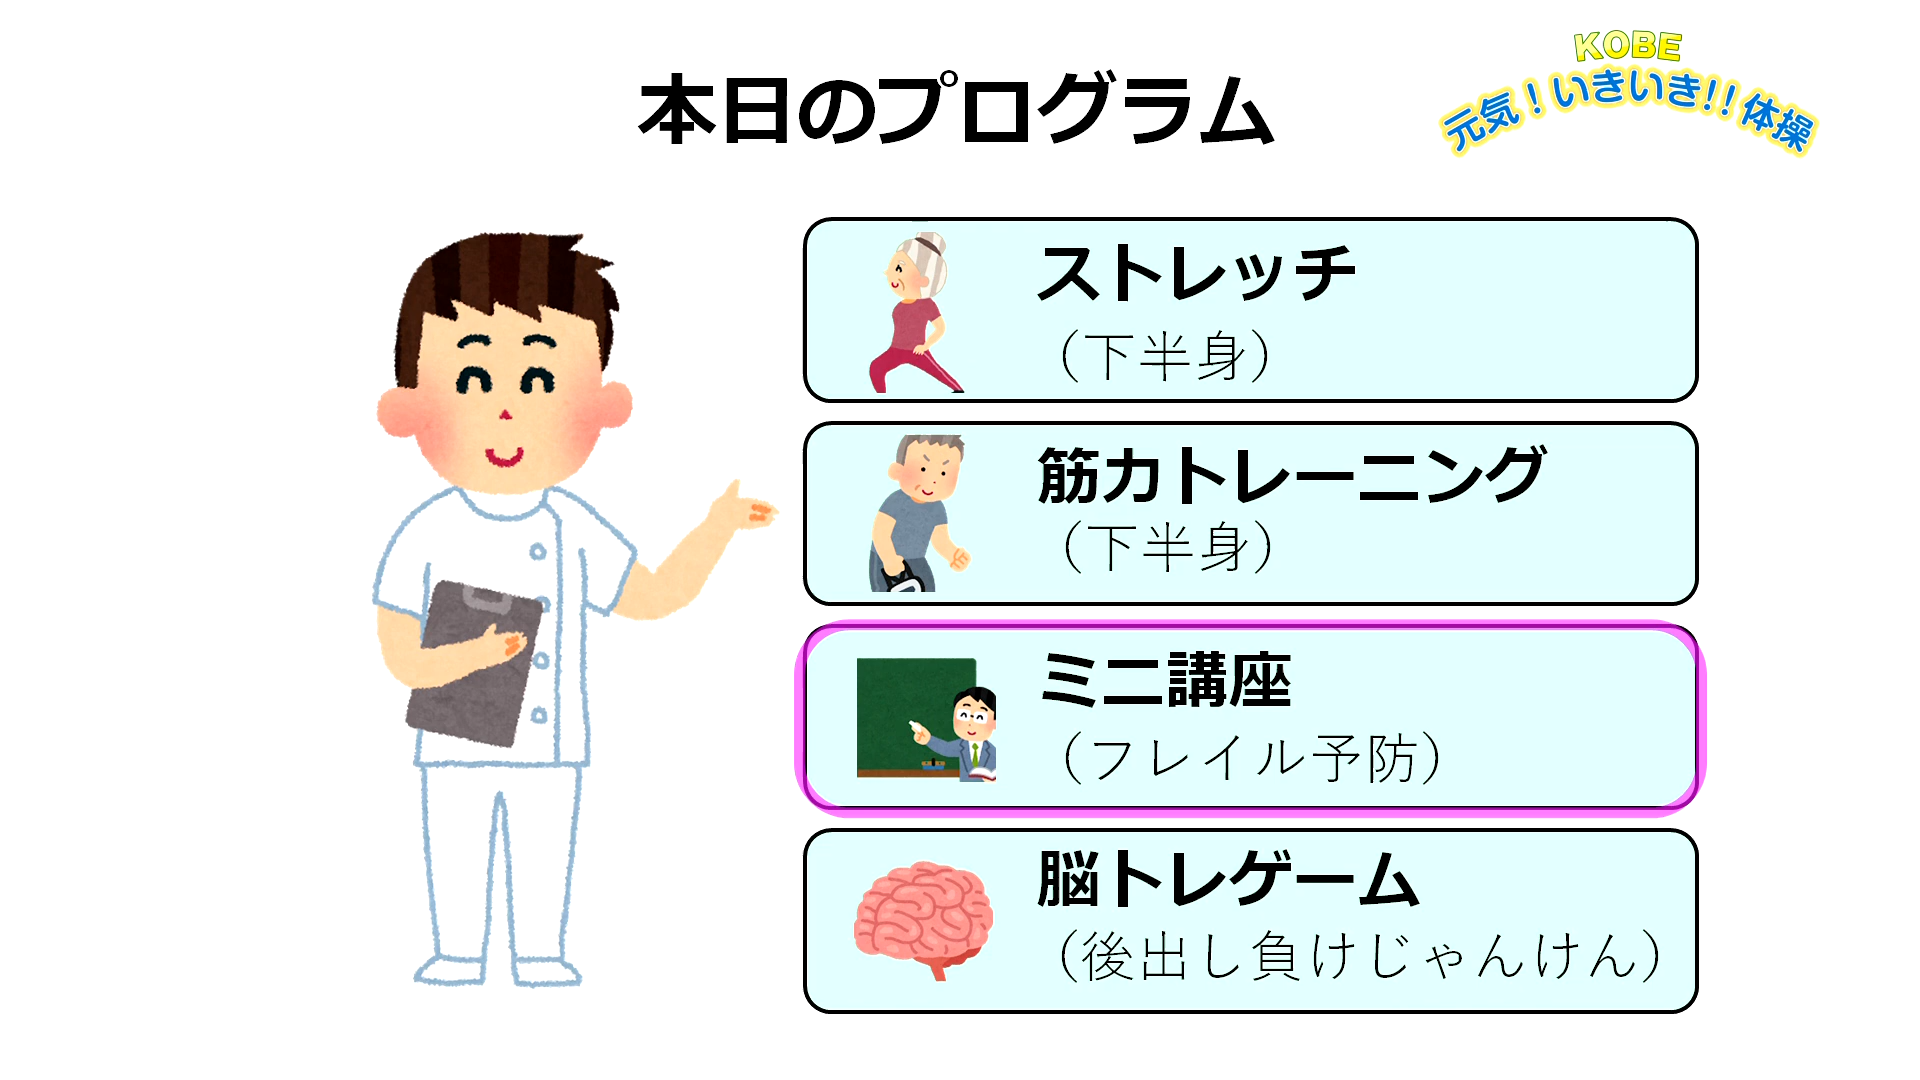 KOBE
元気！いきいき!!体操
本日のプログラム
ストレッチ
（下半身）
筋力トレーニング
（下半身）
ミニ講座
（フレイル予防）
脳トレゲーム
（後出し負けじゃんけん）